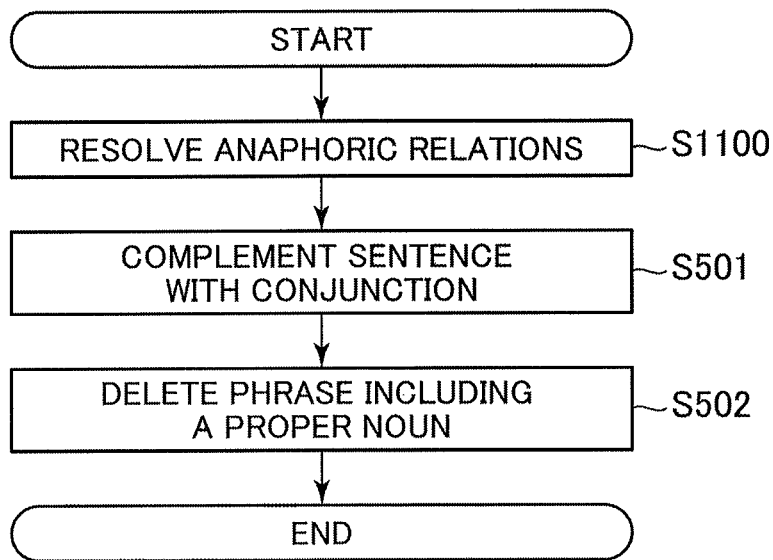 START
RESOLVE ANAPHORIC RELATIONS
S1100
COMPLEMENT SENTENCE
WITH CONJUNCTION
S501
DELETE PHRASE INCLUDING
A PROPER NOUN
S502
END